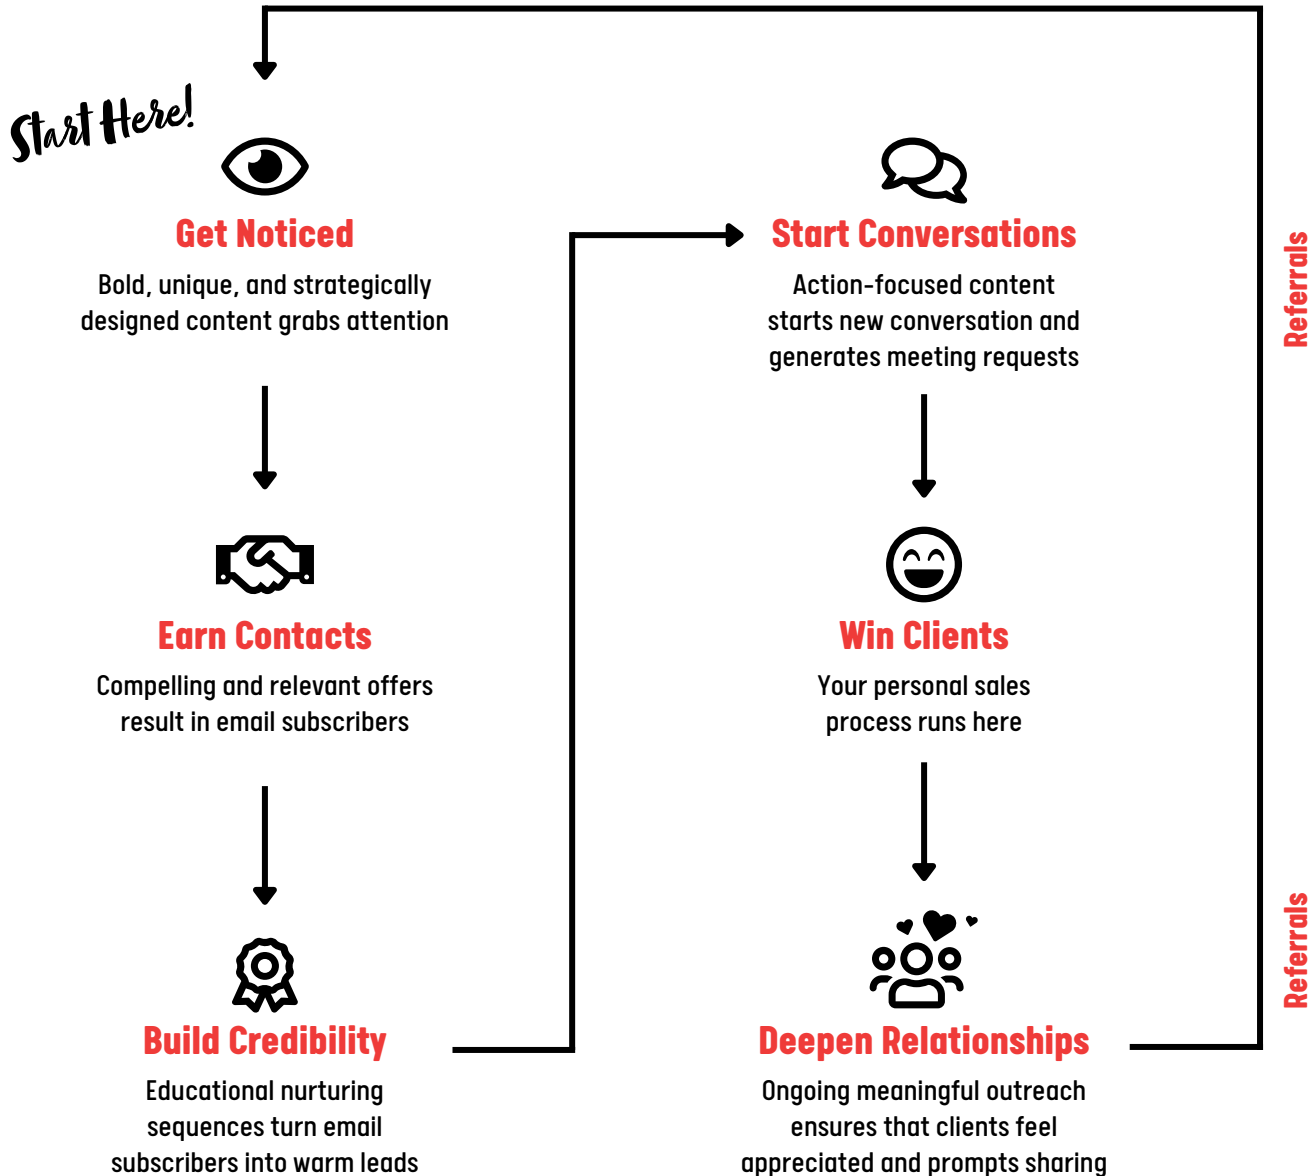 Start Here!
Get Noticed
Bold, unique, and strategically
designed content grabs attention
Earn Contacts
Compelling and relevant offers
result in email subscribers
Build Credibility
Educational nurturing
sequences turn email
subscribers into warm leads
Start Conversations
Action-focused content
starts new conversation and
generates meeting requests
Win Clients
Your personal sales
process runs here
Deepen Relationships
Ongoing meaningful outreach
ensures that clients feel
appreciated and prompts sharing
Referrals
Referrals